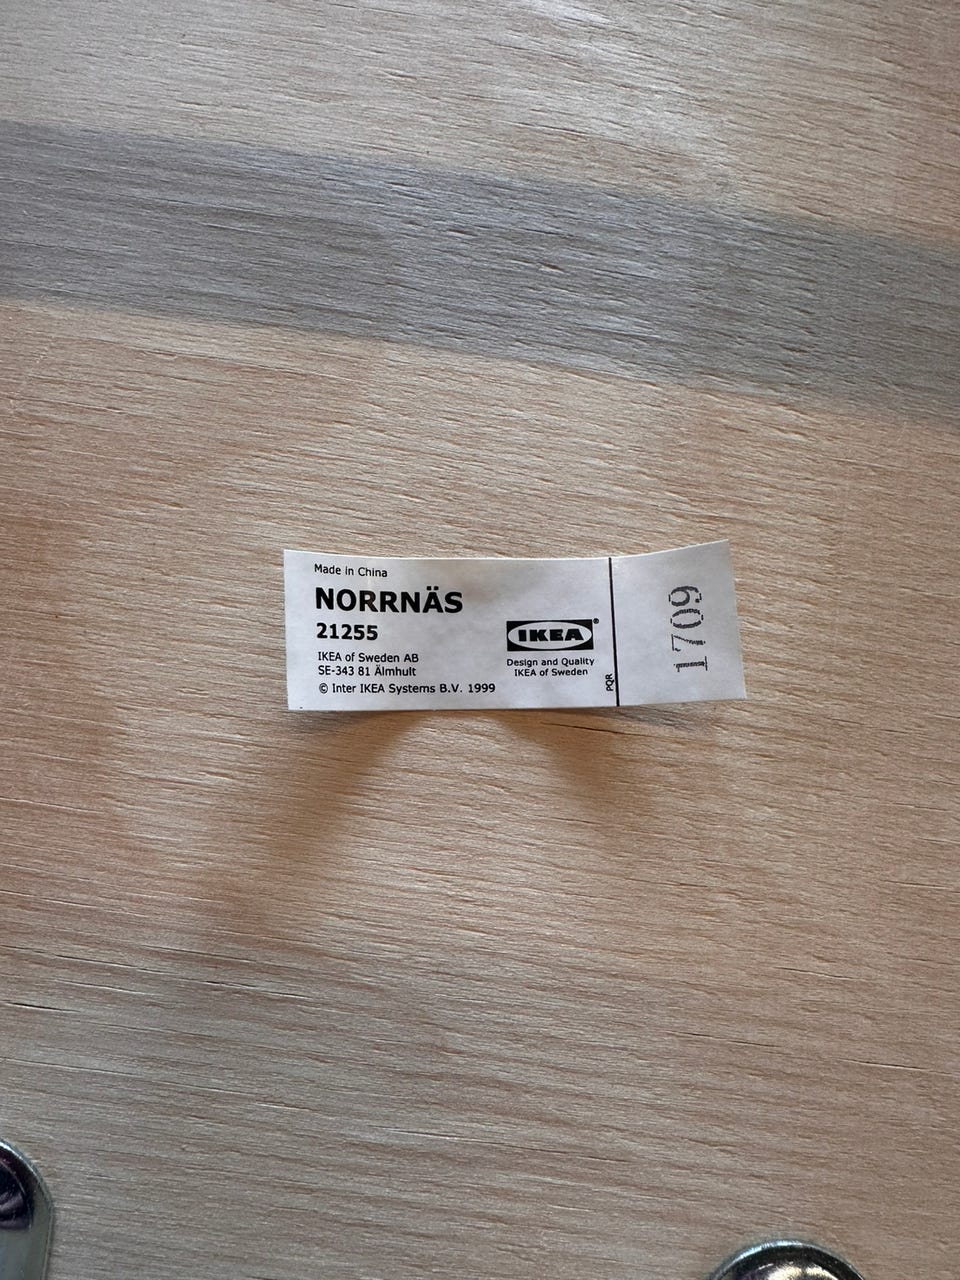 Made in China
NORRNÄS
21255
IKEA of Sweden AB
SE-343 81 Älmhult
© Inter IKEA Systems B.V. 1999
IKEA®
Design and Quality
IKEA of Sweden
PQR
1709